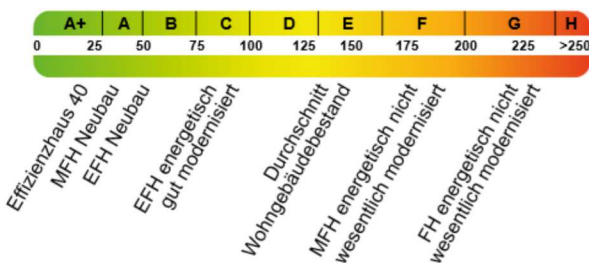 A+ A B C D E F G H
0 25 50 75 100 125 150 175 200 225 >250
Effizienzhaus 40
MFH Neubau
EFH Neubau
EFH energetisch
gut modernisiert
Durchschnitt
Wohngebäudebestand
MFH energetisch nicht
wesentlich modernisiert
FH energetisch nicht
wesentlich modernisiert